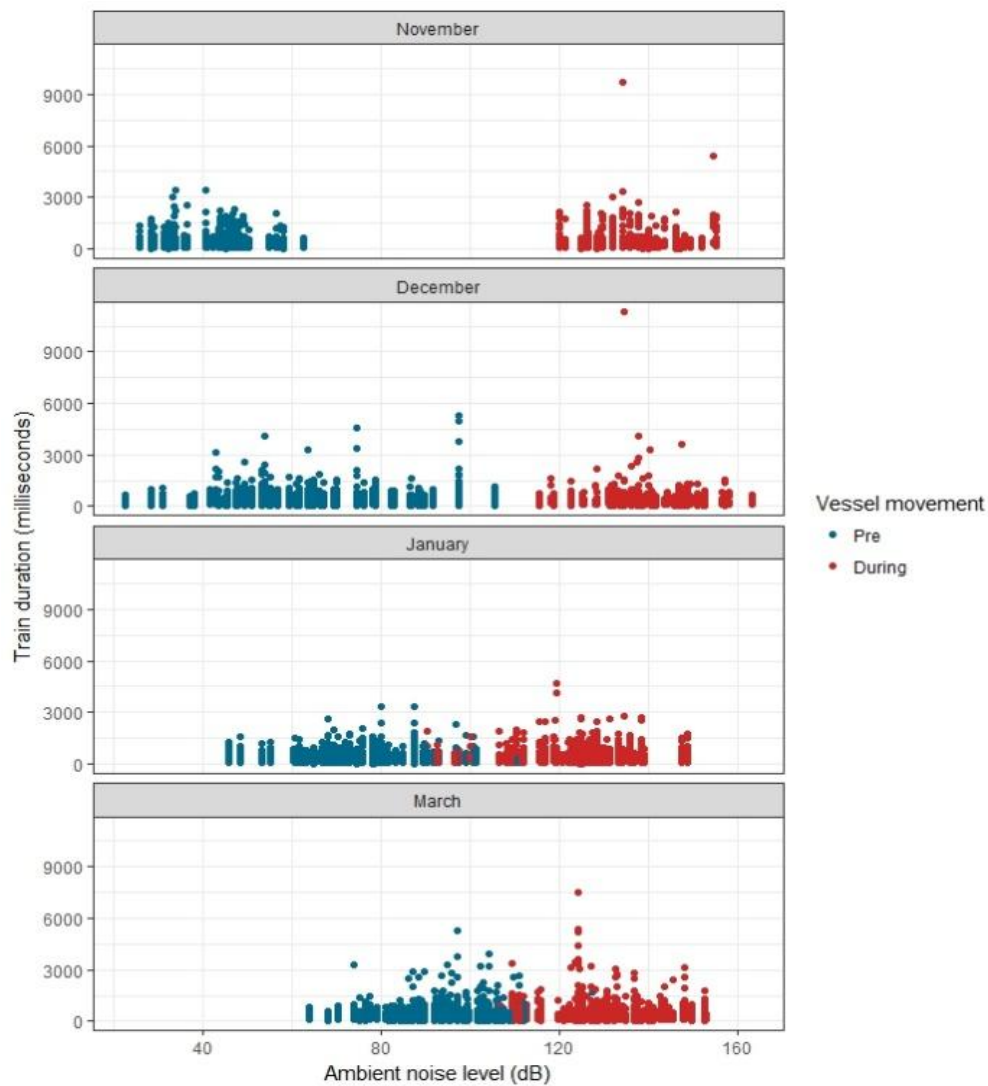 November
9000
6000
3000
0
December
9000
6000
3000
0
January
9000
6000
3000
0
March
9000
6000
3000
0
40 80 120 160
Ambient noise level (dB)
Train duration (milliseconds)
Vessel movement
Pre
During